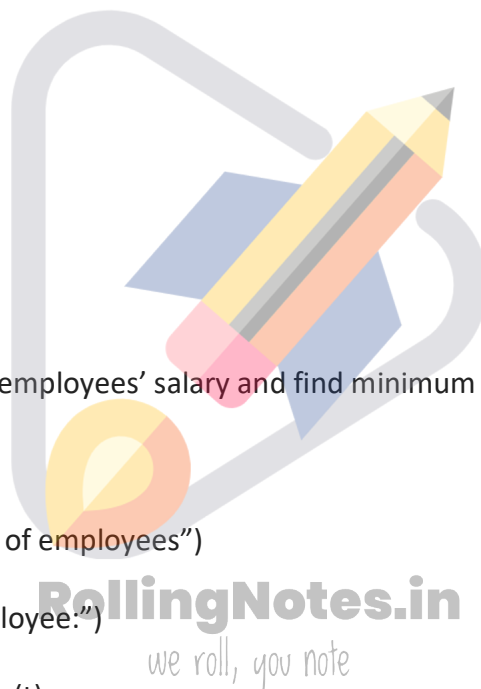 employees’ salary and find minimum
of employees”)
RollingNotes.in
loyee:”)
we roll, you note